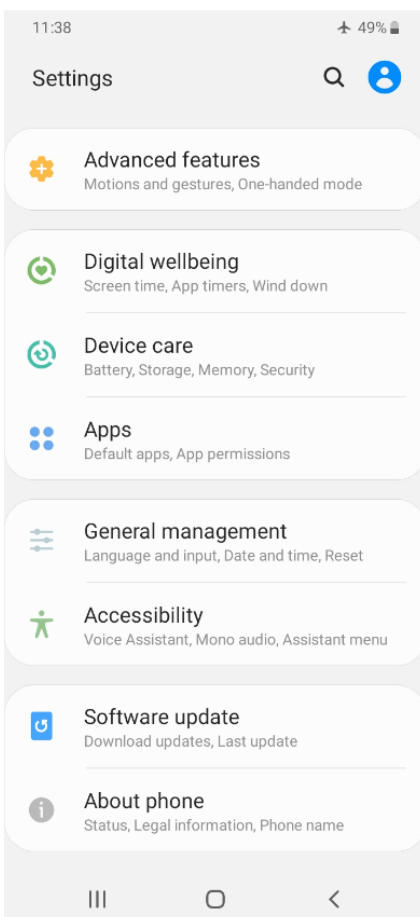 11:38
49%
Settings
Advanced features
Motions and gestures, One-handed mode
Digital wellbeing
Screen time, App timers, Wind down
Device care
Battery, Storage, Memory, Security
Apps
Default apps, App permissions
General management
Language and input, Date and time, Reset
Accessibility
Voice Assistant, Mono audio, Assistant menu
Software update
Download updates, Last update
About phone
Status, Legal information, Phone name